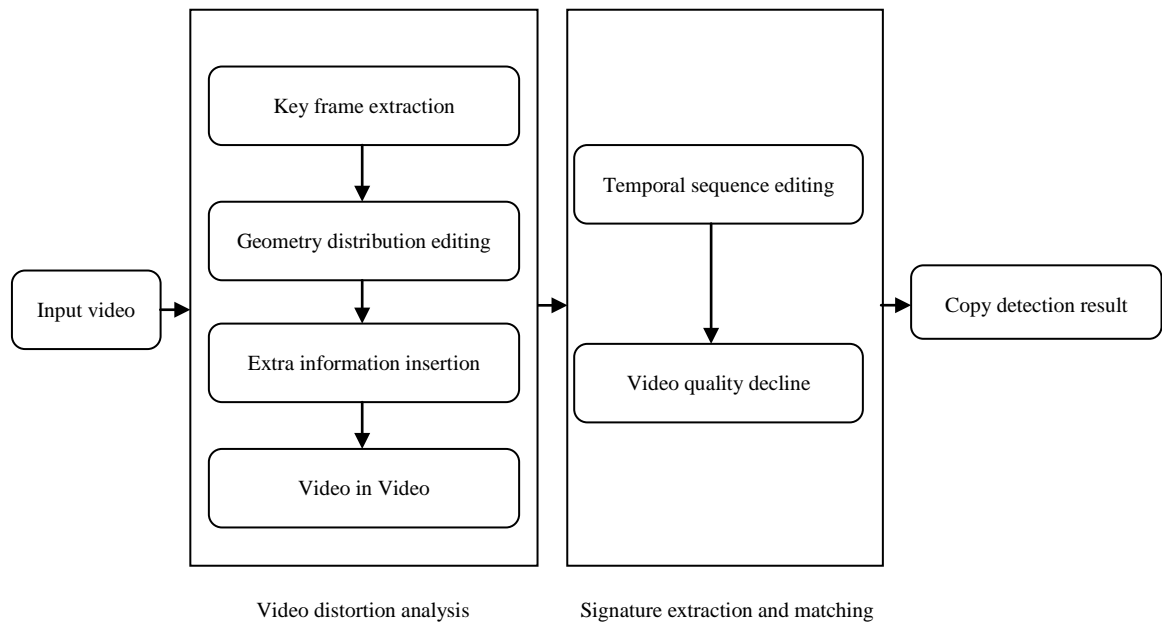 Input video
Key frame extraction
Geometry distribution editing
Extra information insertion
Video in Video
Video distortion analysis
Temporal sequence editing
Video quality decline
Signature extraction and matching
Copy detection result